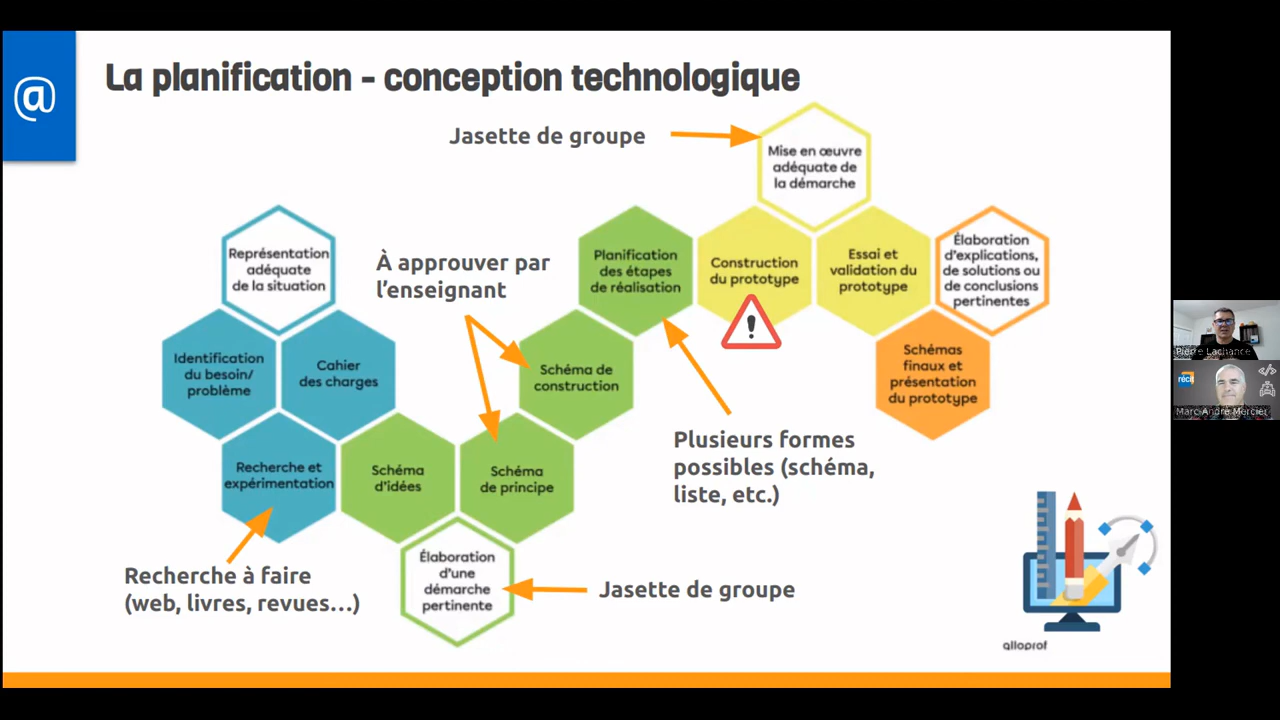 @
La planification - conception technologique
Jasette de groupe
Mise en œuvre
adéquate de
la démarche
Représentation
adéquate
de la situation
À approuver par
l'enseignant
Planification
des étapes
de réalisation
Construction
du prototype
Essai et
validation du
prototype
Élaboration
d'explications,
de solutions ou
de conclusions
pertinentes
Identification
du besoin/
problème
Cahier
des charges
Schéma de
construction
Schémas
finaux et
présentation
du prototype
Recherche et
expérimentation
Schéma
d'idées
Schéma
de principe
Plusieurs formes
possibles (schéma,
liste, etc.)
Élaboration
d'une
démarche
pertinente
Recherche à faire
(web, livres, revues…)
Jasette de groupe
alloprof
Pierre Lachance
récit
Marc-André Mercier